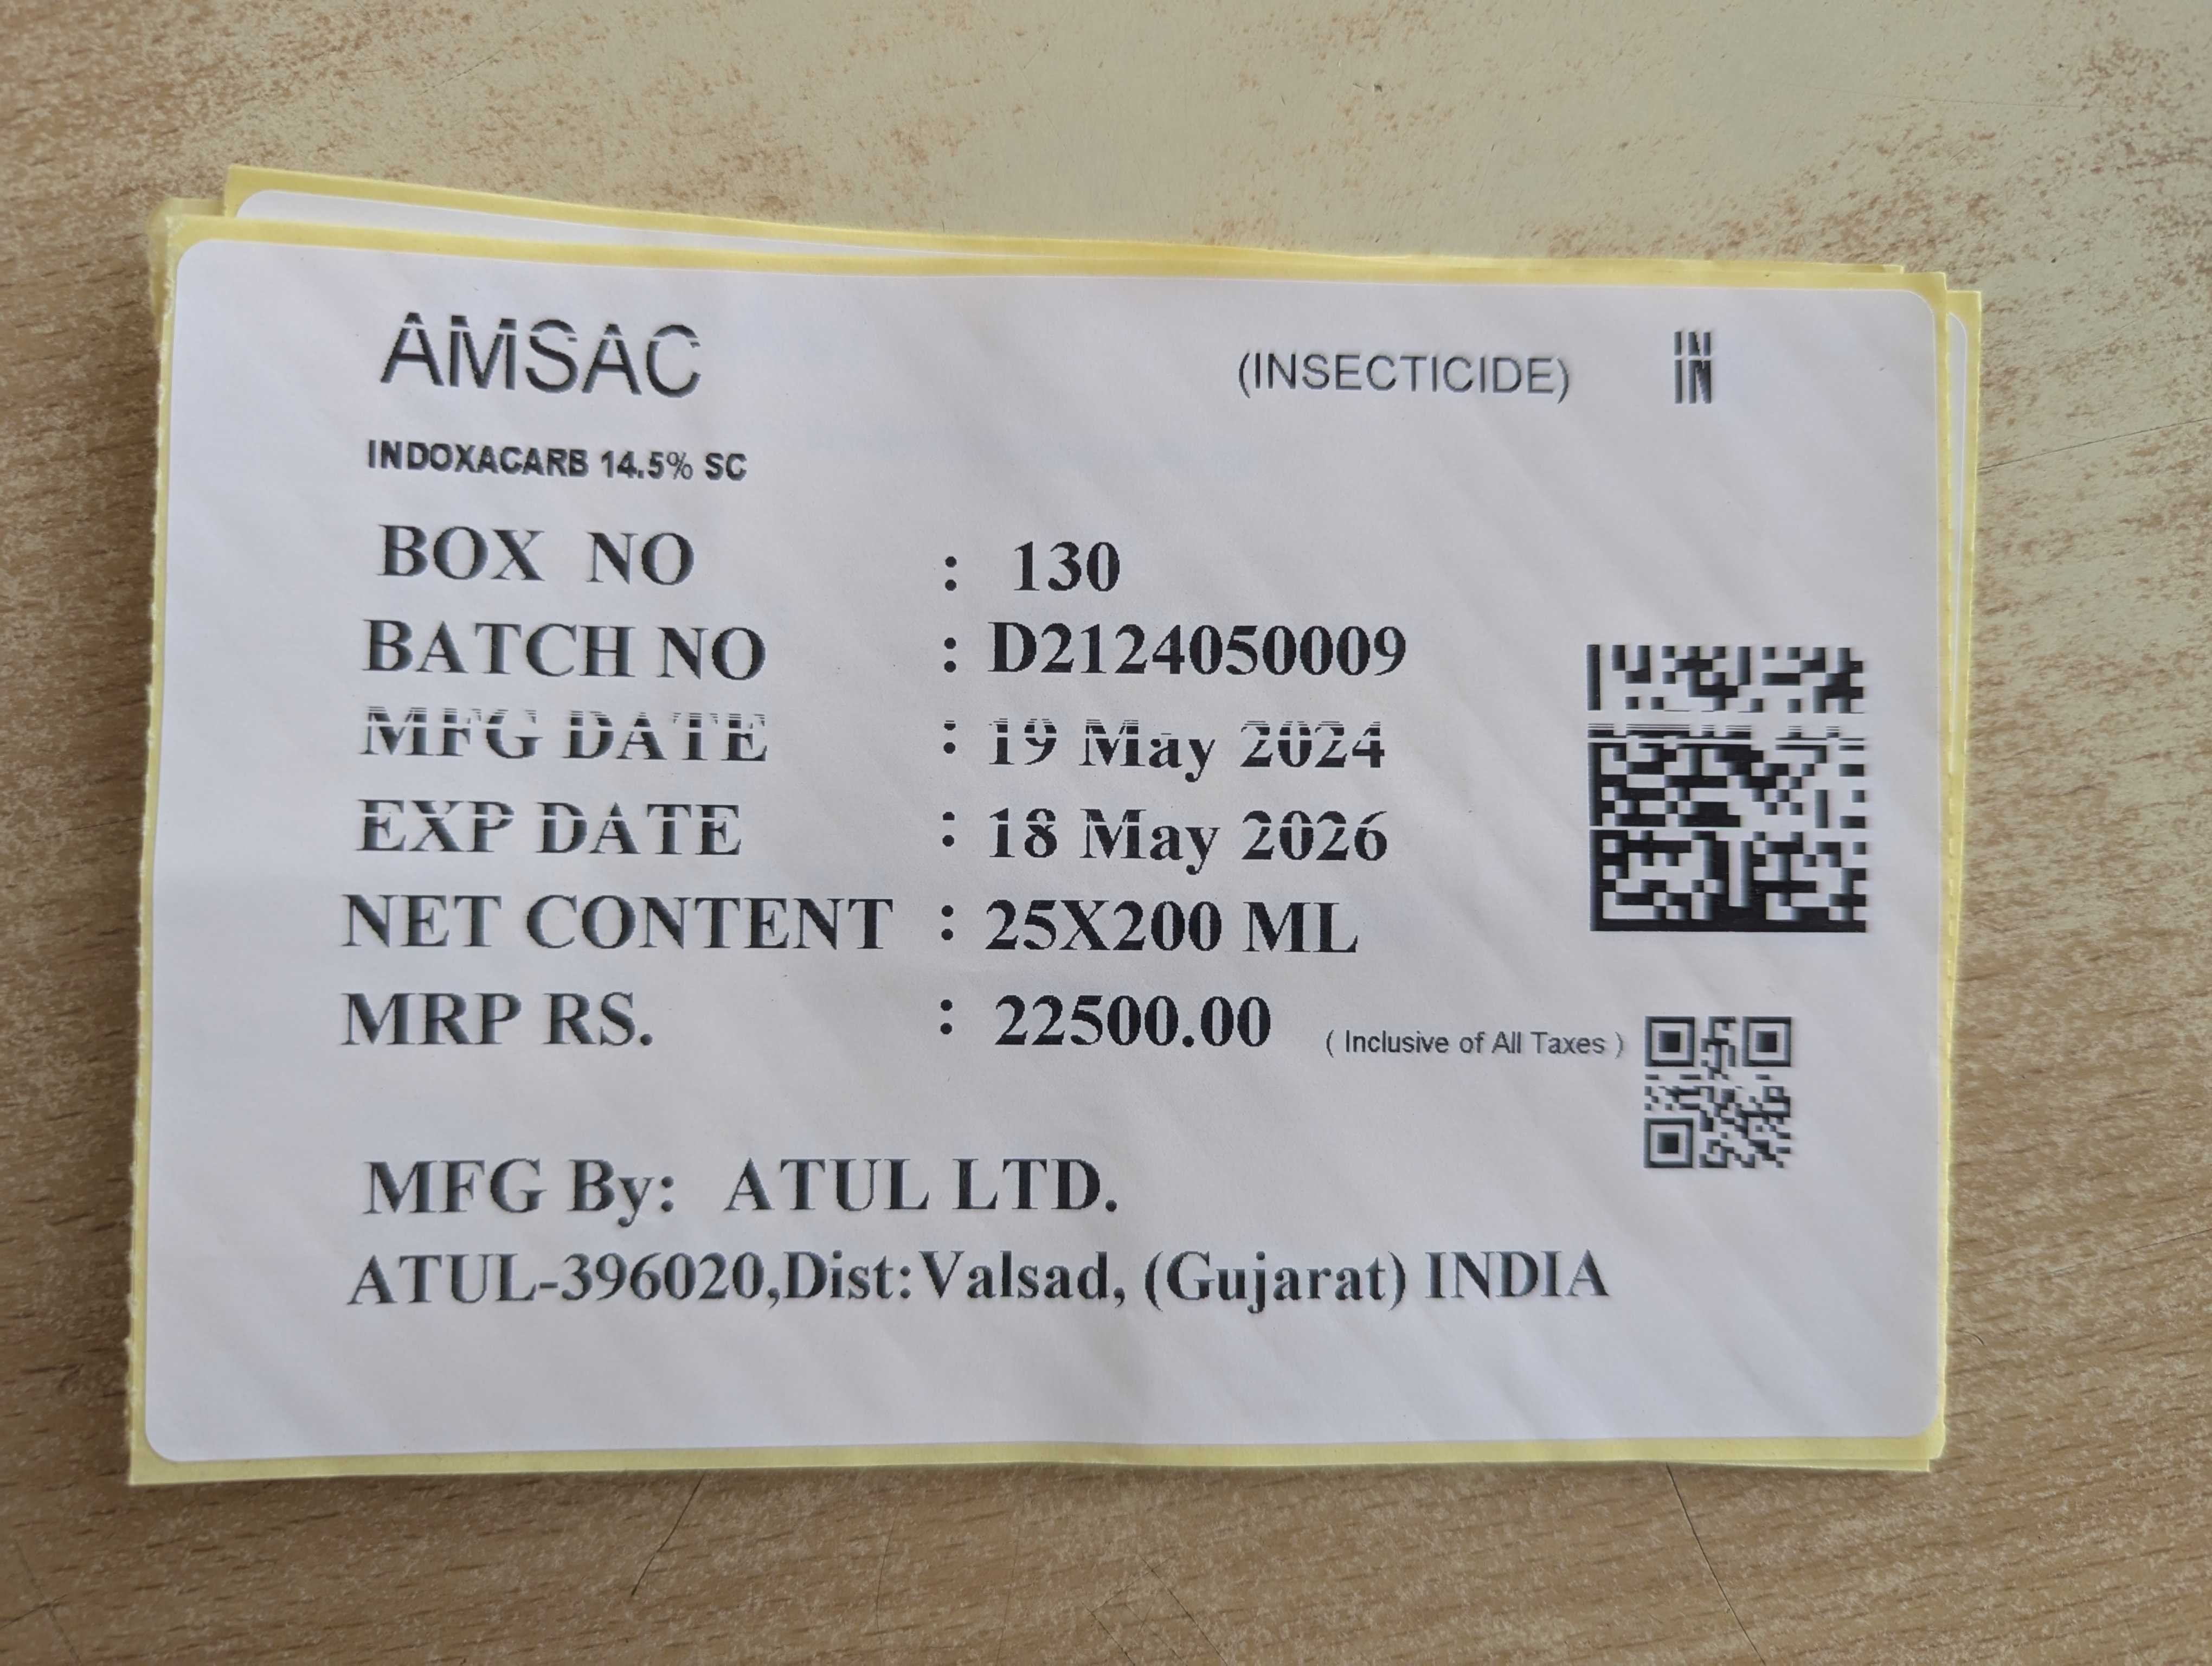 AMSAC (INSECTICIDE) IN
INDOXACARB 14.5% SC
BOX NO : 130
BATCH NO : D2124050009
MFG DATE : 19 May 2024
EXP DATE : 18 May 2026
NET CONTENT : 25X200 ML
MRP RS. : 22500.00 ( Inclusive of All Taxes )
MFG By: ATUL LTD.
ATUL-396020,Dist:Valsad, (Gujarat) INDIA